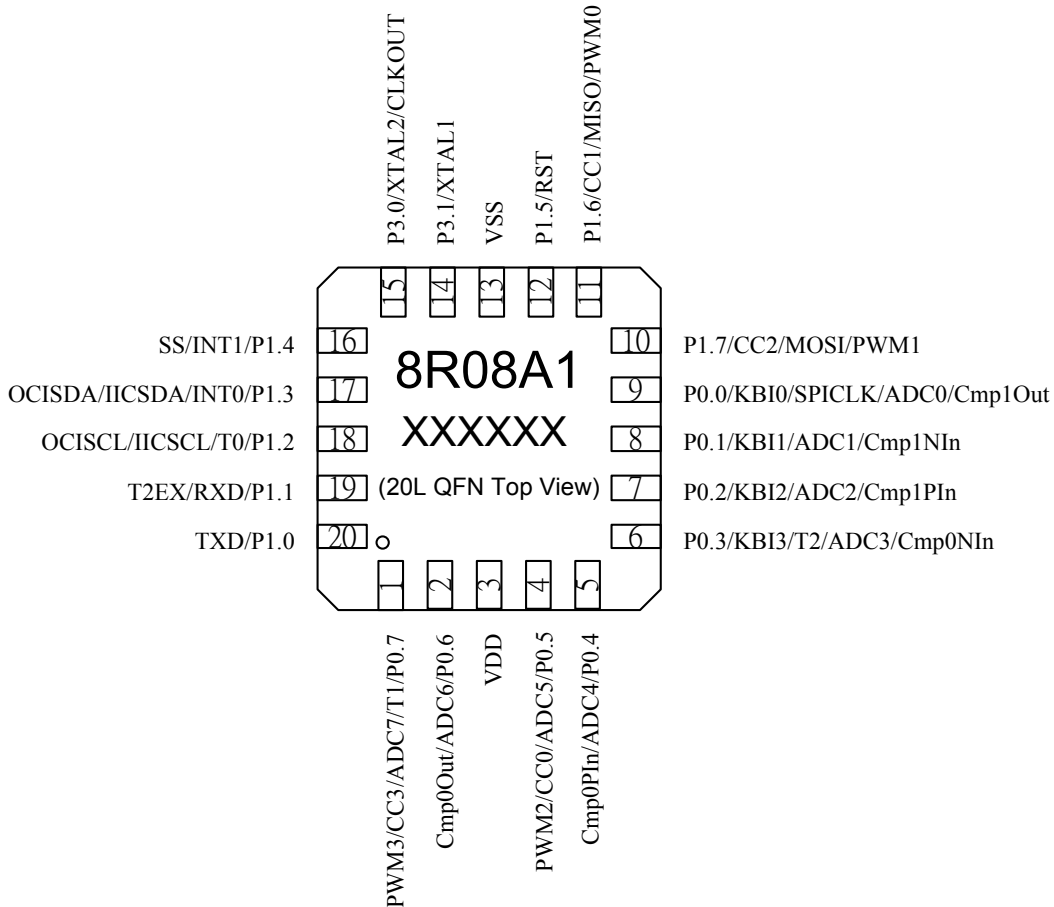 P3.0/XTAL2/CLKOUT
P3.1/XTAL1
VSS
P1.5/RST
P1.6/CC1/MISO/PWM0
15
14
13
12
11
SS/INT1/P1.4
16
OCISDA/IICSDA/INT0/P1.3
17
OCISCL/IICSCL/T0/P1.2
18
T2EX/RXD/P1.1
19
TXD/P1.0
20
8R08A1
XXXXXX
(20L QFN Top View)
10
P1.7/CC2/MOSI/PWM1
9
P0.0/KBI0/SPICLK/ADC0/Cmp1Out
8
P0.1/KBI1/ADC1/Cmp1NIn
7
P0.2/KBI2/ADC2/Cmp1PIn
6
P0.3/KBI3/T2/ADC3/Cmp0NIn
1
2
3
4
5
PWM3/CC3/ADC7/T1/P0.7
Cmp0Out/ADC6/P0.6
VDD
PWM2/CC0/ADC5/P0.5
Cmp0PIn/ADC4/P0.4